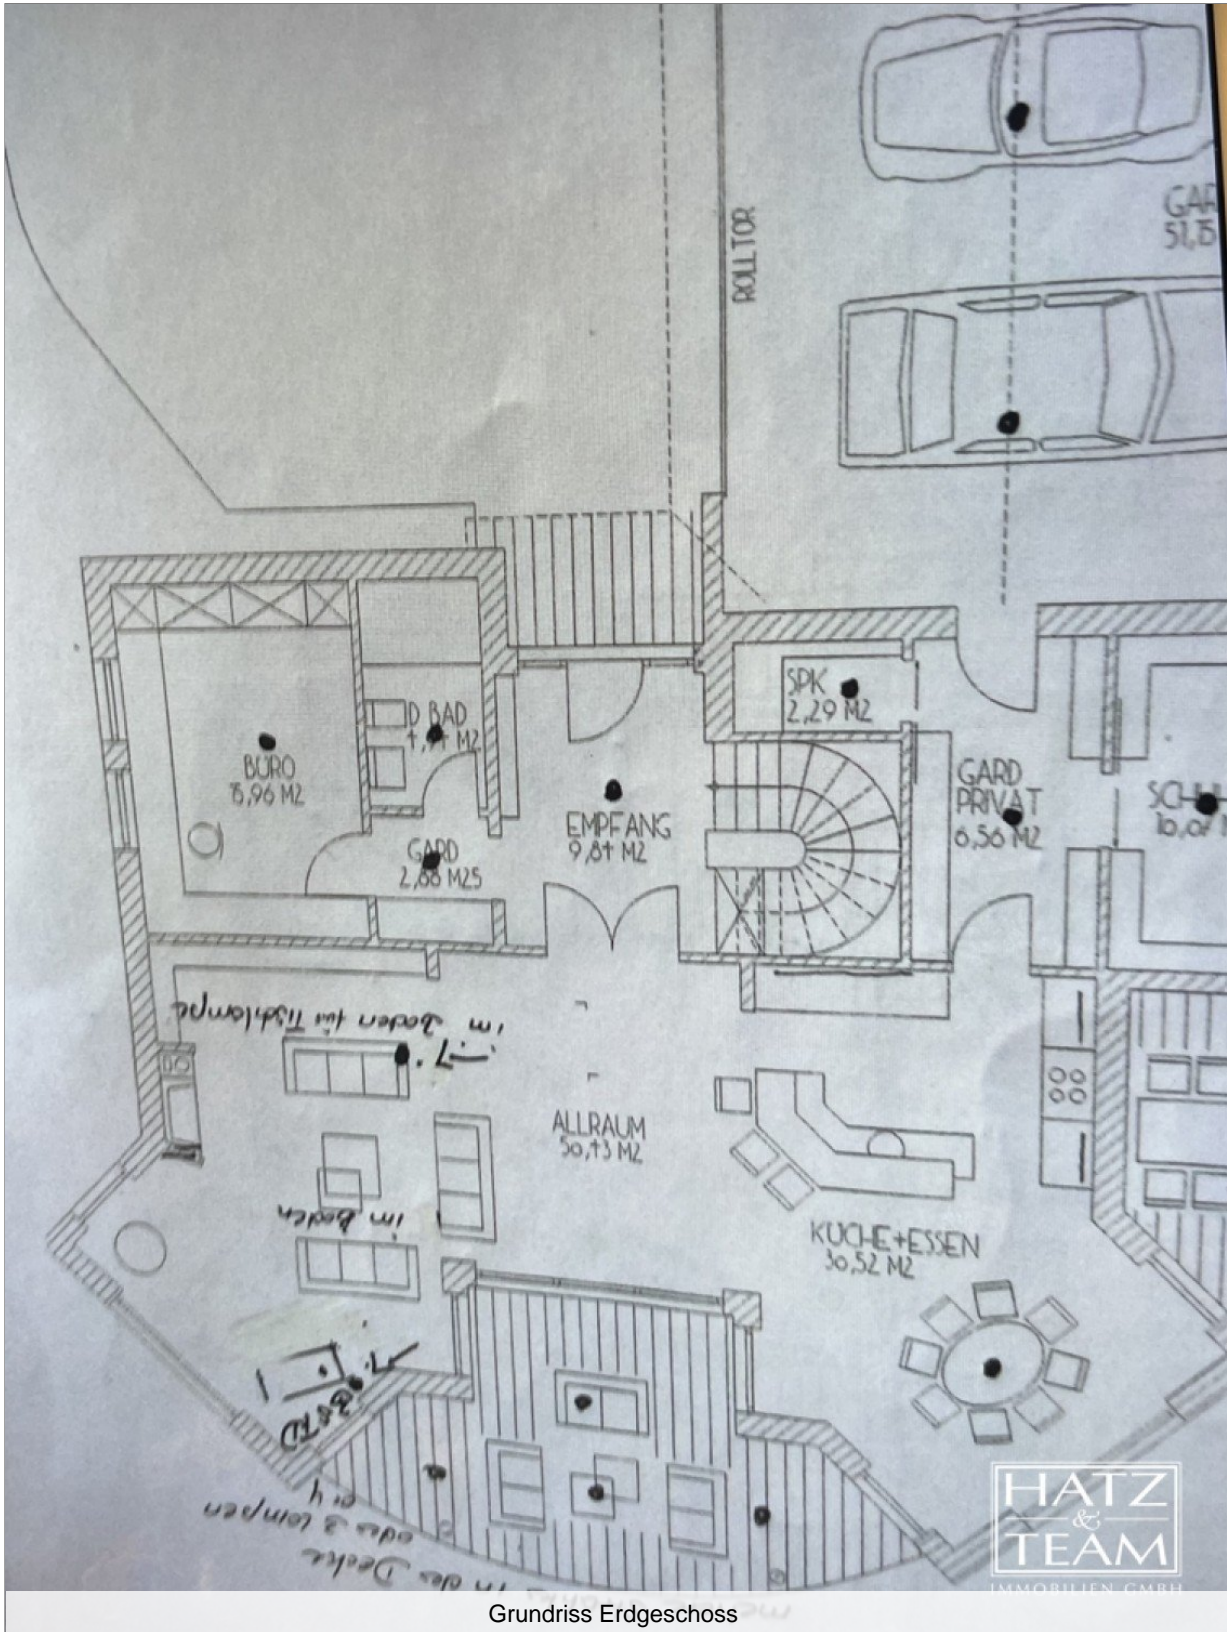 GAR
51,15
ROLLTOR
SPK
2,29 M2
D BAD
M2
BÜRO
15,96 M2
GARD
PRIVAT
6,56 M2
EMPFANG
9,84 M2
GARD
2,88 M25
im Boden für Tischlampe
ALLRAUM
50,43 M2
im Boden
KÜCHE+ESSEN
30,52 M2
oder 3 Lampen
in der Decke
HATZ
&
TEAM
IMMOBILIEN GMBH
Grundriss Erdgeschoss